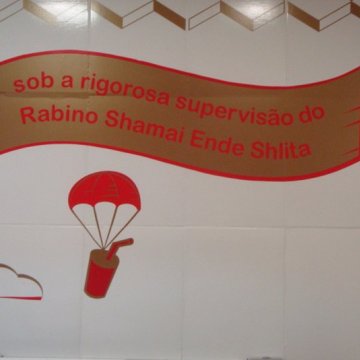 sob a rigorosa supervisão do
Rabino Shamai Ende Shlita